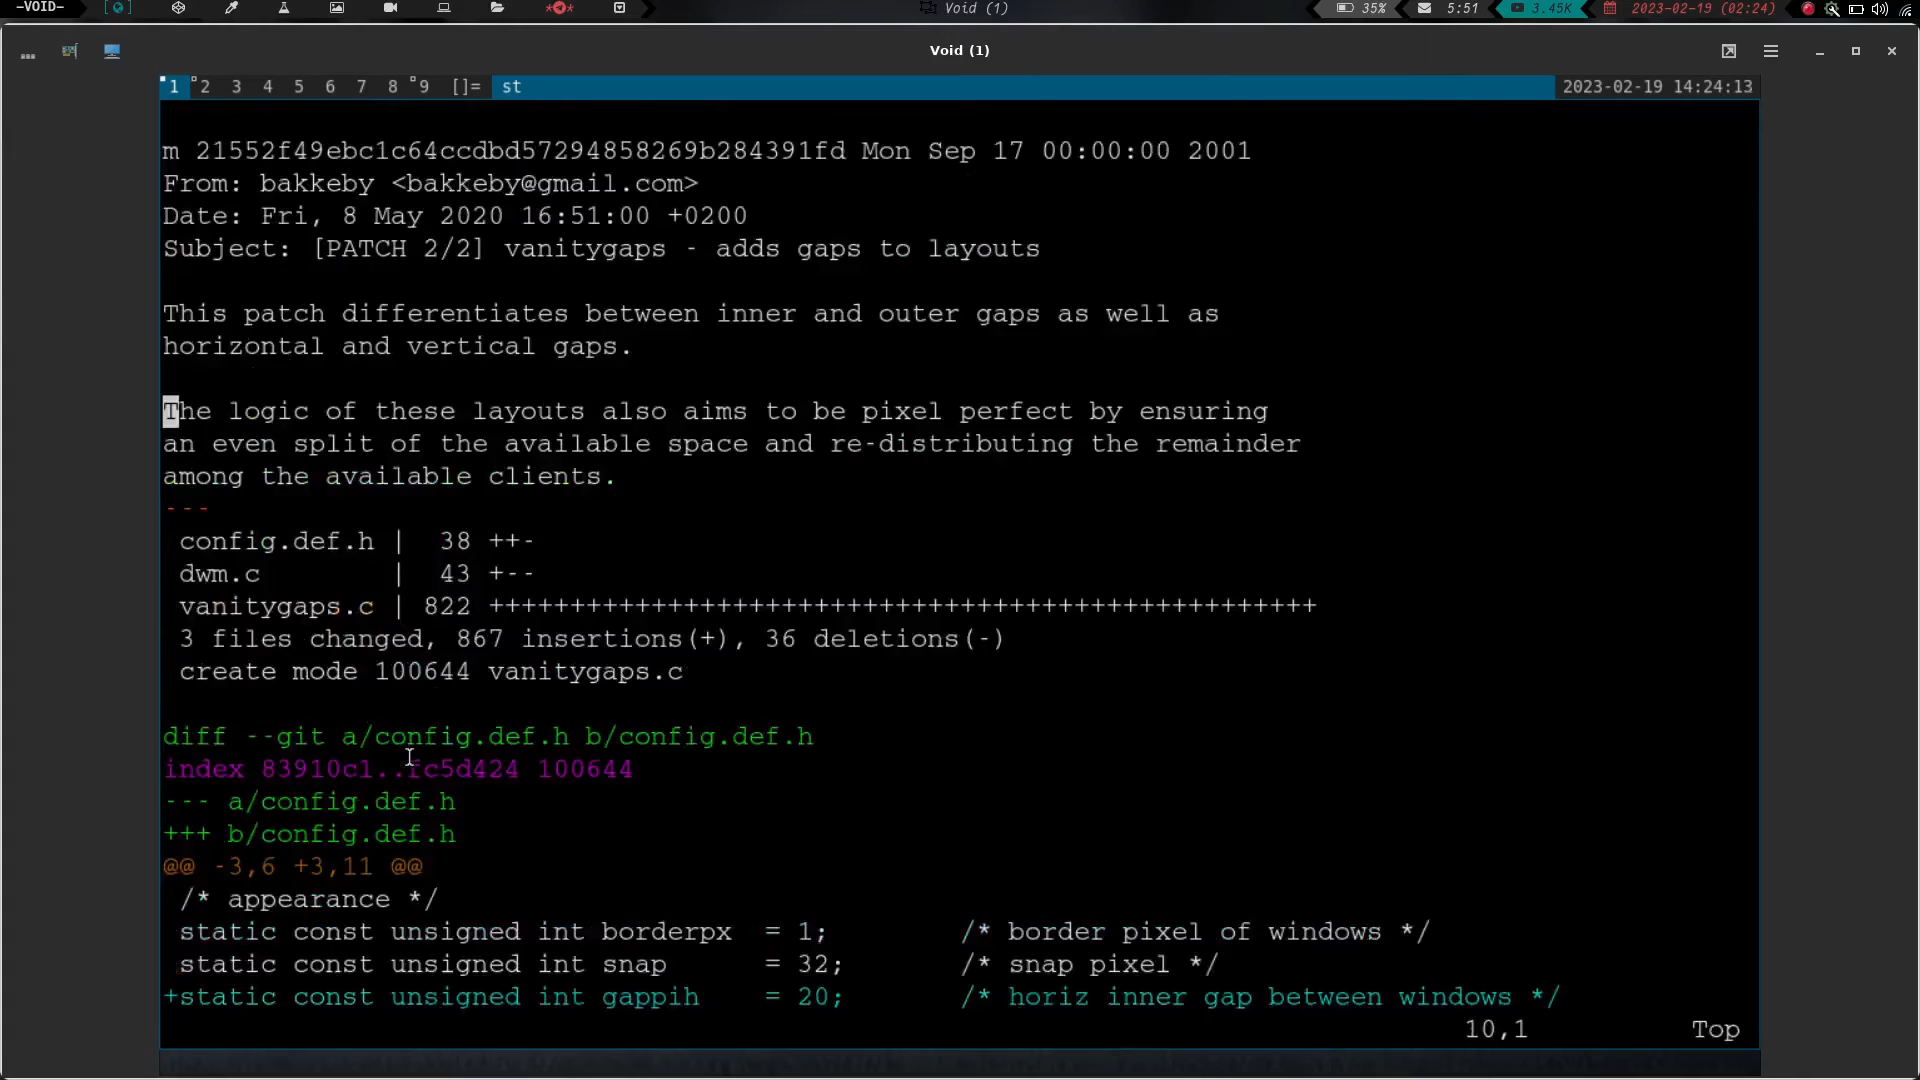 -VOID-
Void (1)
35%
5:51
3.45K
2023-02-19 (02:24)
Void (1)
1 2 3 4 5 6 7 8 9 []= st
2023-02-19 14:24:13
m 21552f49ebc1c64ccdbd57294858269b284391fd Mon Sep 17 00:00:00 2001
From: bakkeby <bakkeby@gmail.com>
Date: Fri, 8 May 2020 16:51:00 +0200
Subject: [PATCH 2/2] vanitygaps - adds gaps to layouts
This patch differentiates between inner and outer gaps as well as
horizontal and vertical gaps.
The logic of these layouts also aims to be pixel perfect by ensuring
an even split of the available space and re-distributing the remainder
among the available clients.
---
config.def.h |  38 ++-
dwm.c        |  43 +--
vanitygaps.c | 822 +++++++++++++++++++++++++++++++++++++++++++++++++++
3 files changed, 867 insertions(+), 36 deletions(-)
create mode 100644 vanitygaps.c
diff --git a/config.def.h b/config.def.h
index 83910c1..fc5d424 100644
--- a/config.def.h
+++ b/config.def.h
@@ -3,6 +3,11 @@
/* appearance */
static const unsigned int borderpx  = 1;        /* border pixel of windows */
static const unsigned int snap      = 32;       /* snap pixel */
+static const unsigned int gappih    = 20;       /* horiz inner gap between windows */
10,1 Top